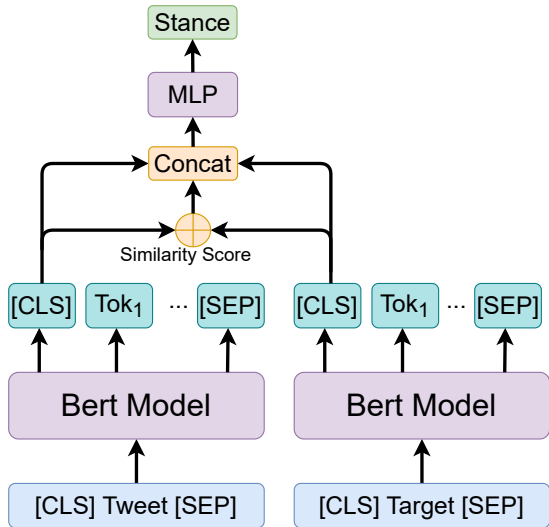 Stance
MLP
Concat
Similarity Score
[CLS] Tok₁ ... [SEP] [CLS] Tok₁ ... [SEP]
Bert Model Bert Model
[CLS] Tweet [SEP] [CLS] Target [SEP]